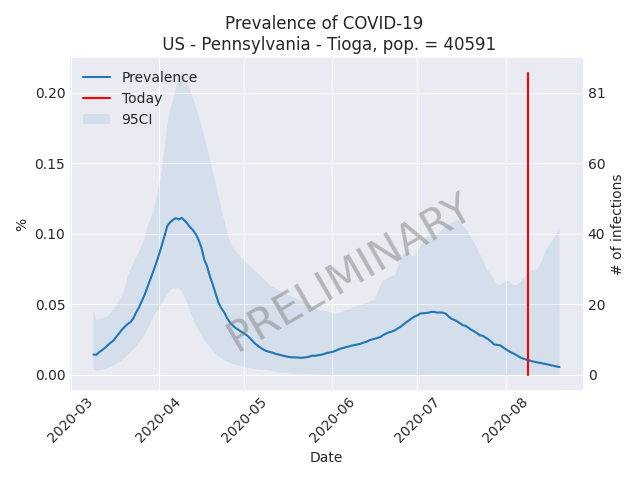 Prevalence of COVID-19
US - Pennsylvania - Tioga, pop. = 40591
Prevalence
Today
95CI
0.20
0.15
0.10
0.05
0.00
%
81
60
40
20
0
# of infections
PRELIMINARY
2020-03
2020-04
2020-05
2020-06
2020-07
2020-08
Date